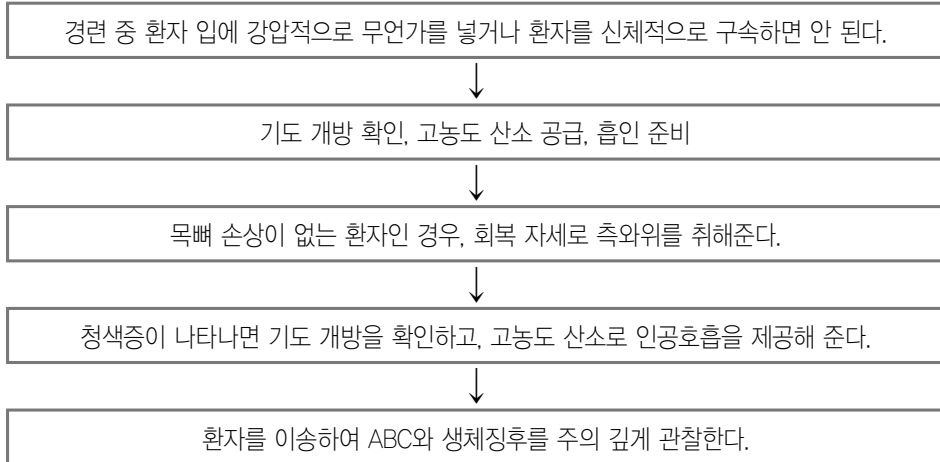 경련 중 환자 입에 강압적으로 무언가를 넣거나 환자를 신체적으로 구속하면 안 된다.
기도 개방 확인, 고농도 산소 공급, 흡인 준비
목뼈 손상이 없는 환자인 경우, 회복 자세로 측와위를 취해준다.
청색증이 나타나면 기도 개방을 확인하고, 고농도 산소로 인공호흡을 제공해 준다.
환자를 이송하여 ABC와 생체징후를 주의 깊게 관찰한다.